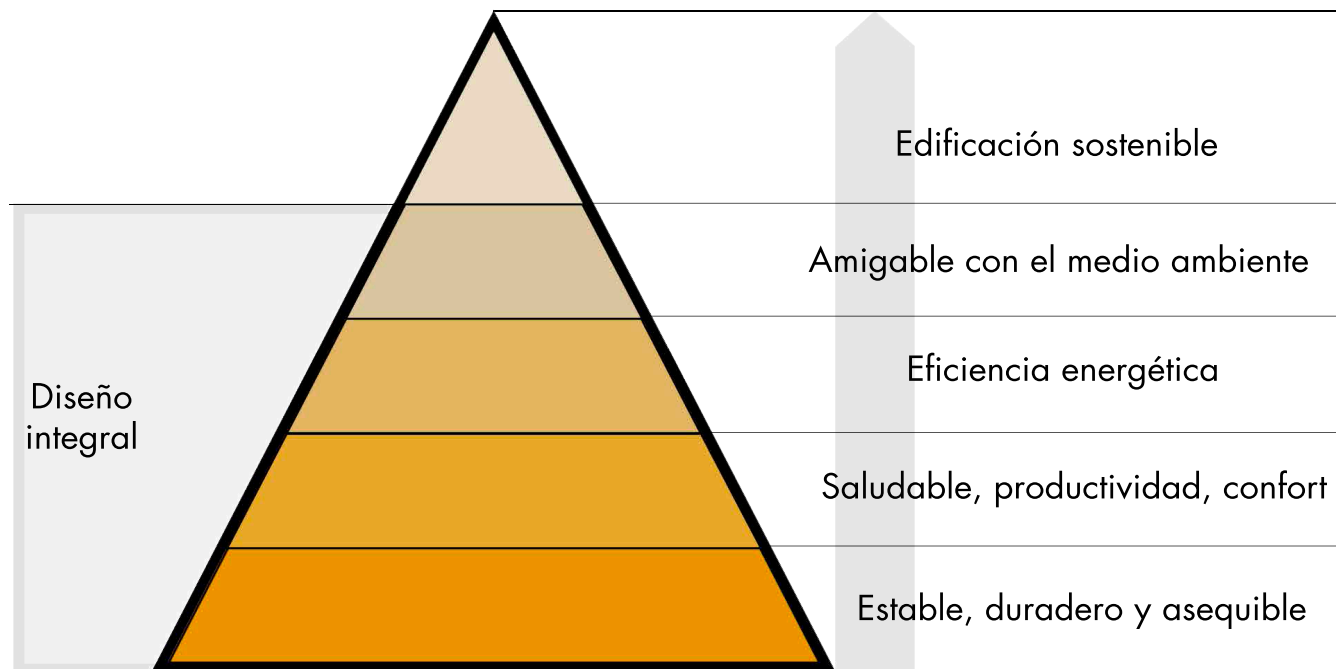 Edificación sostenible
Amigable con el medio ambiente
Eficiencia energética
Diseño
integral
Saludable, productividad, confort
Estable, duradero y asequible